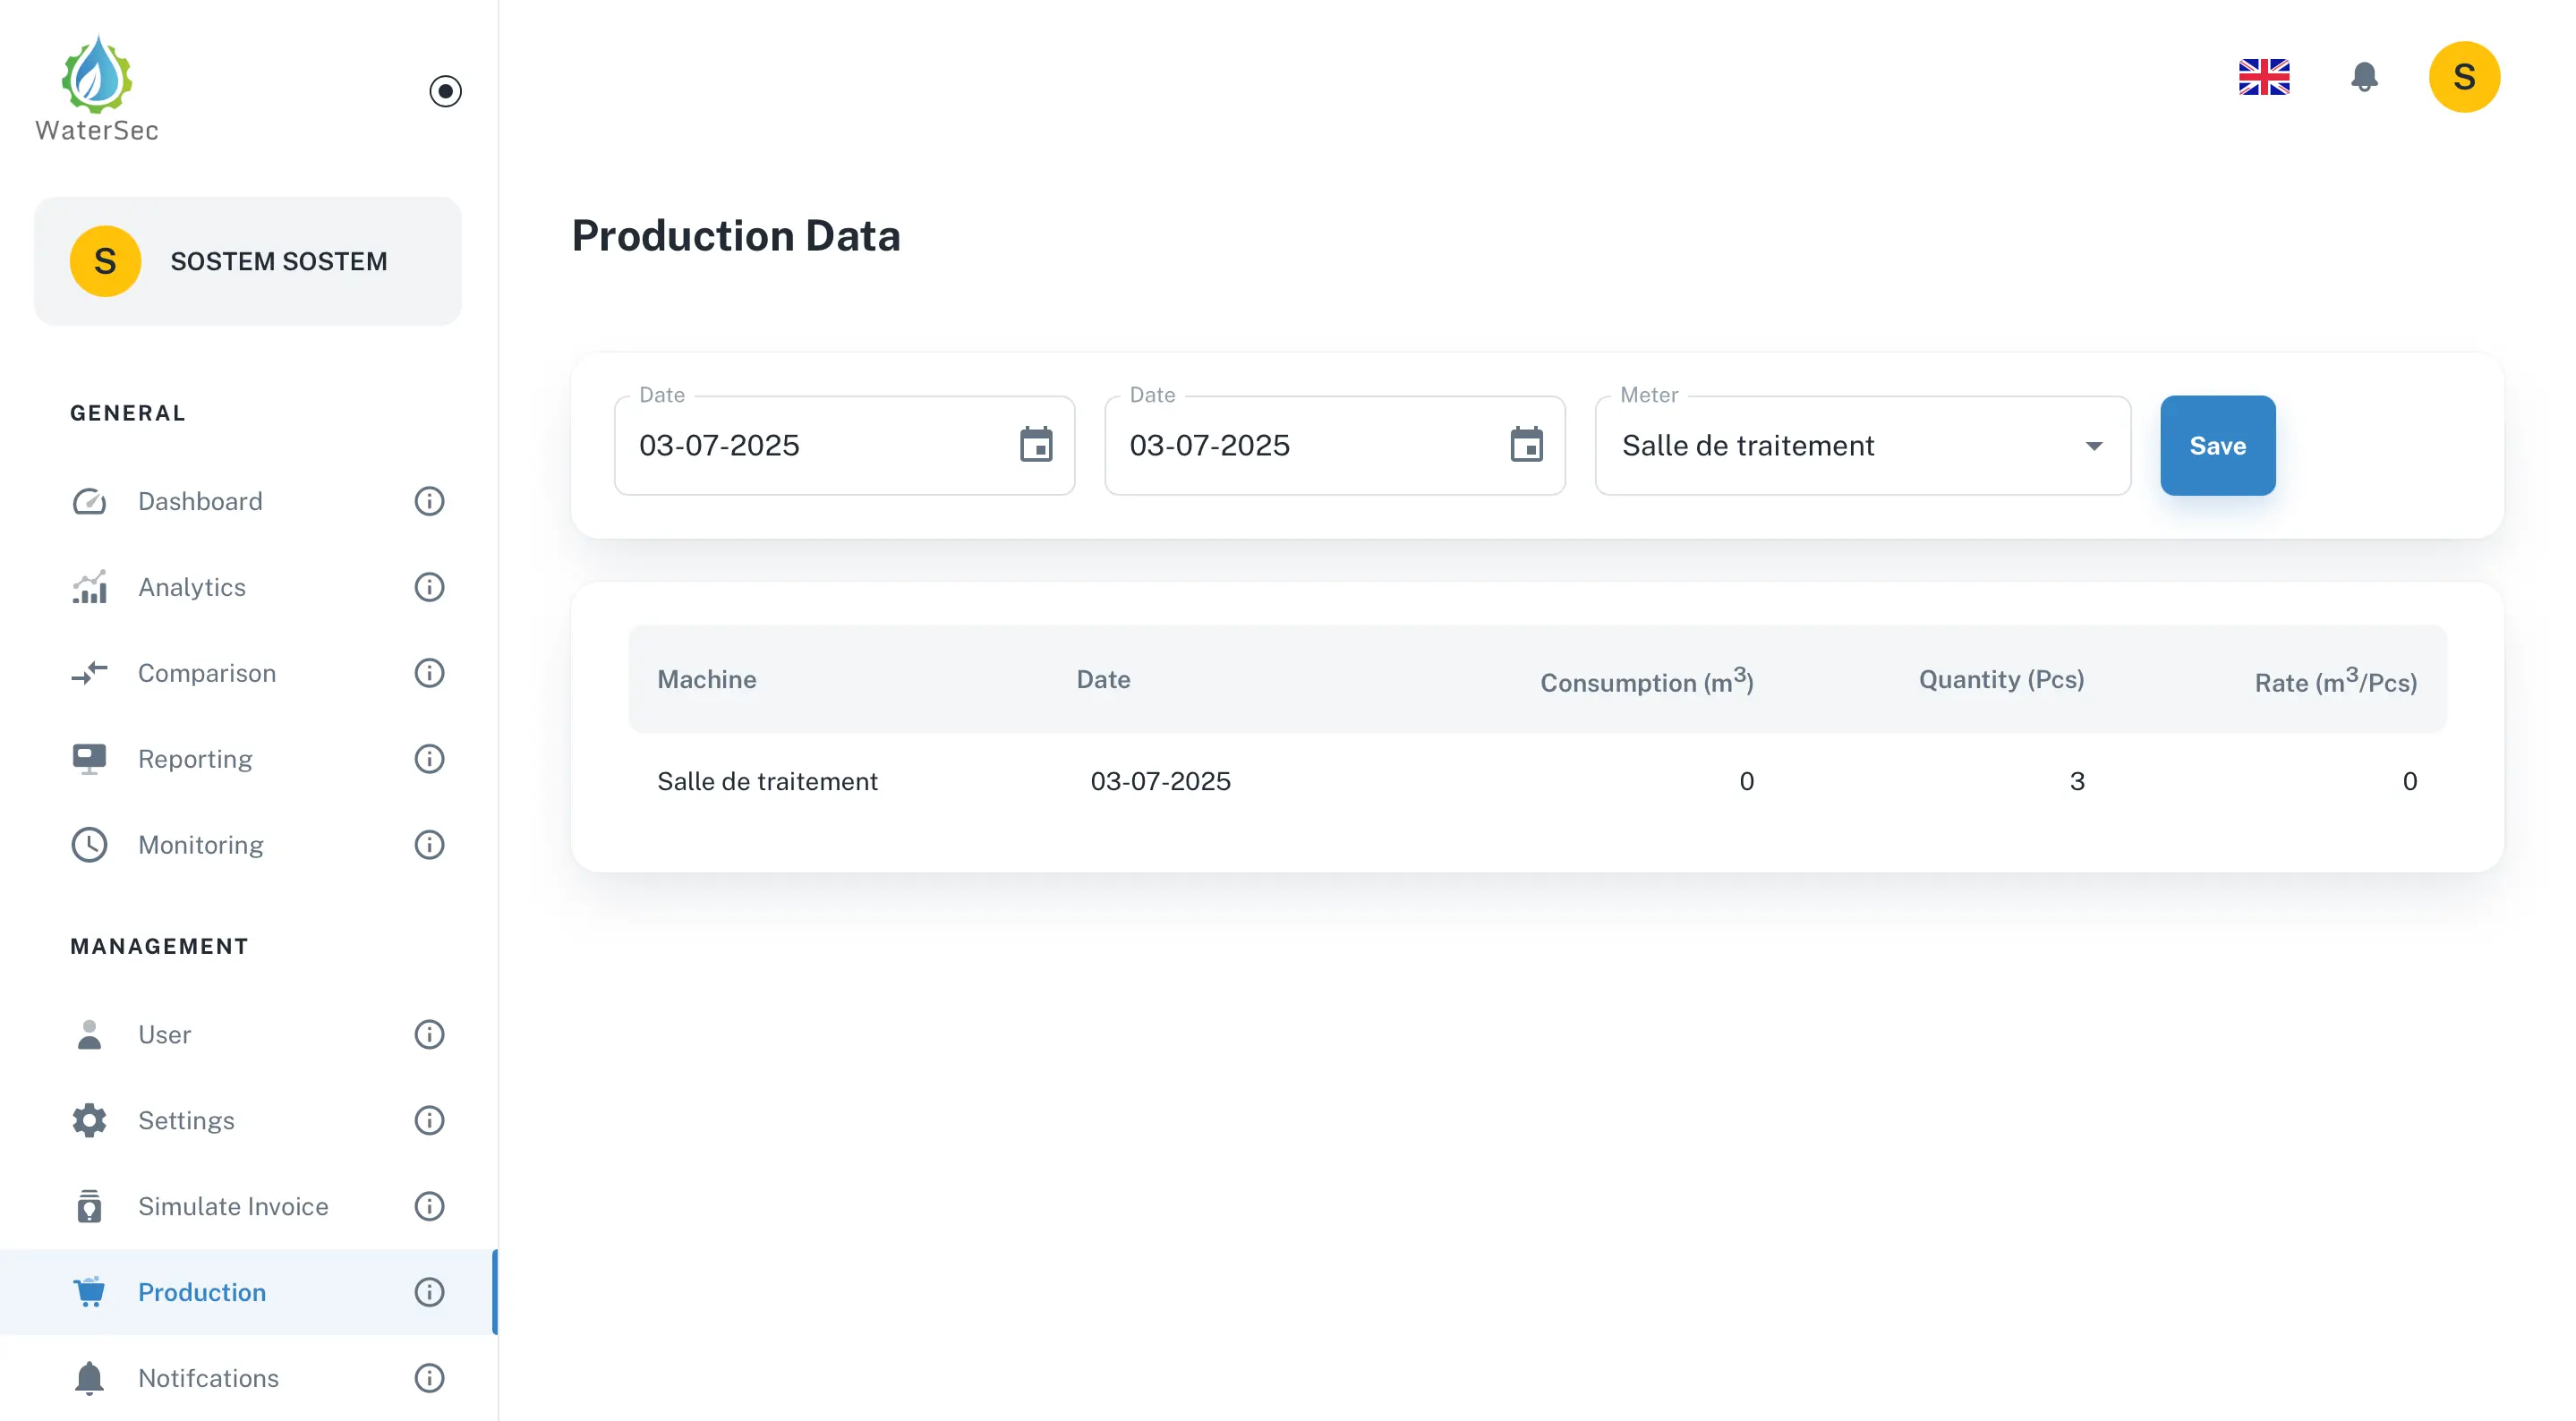 WaterSec
S
S
SOSTEM SOSTEM
GENERAL
Dashboard
Analytics
Comparison
Reporting
Monitoring
MANAGEMENT
User
Settings
Simulate Invoice
Production
Notifcations
Production Data
Date
03-07-2025
Date
03-07-2025
Meter
Salle de traitement
Save
Machine Date Consumption (m³) Quantity (Pcs) Rate (m³/Pcs)
Salle de traitement 03-07-2025 0 3 0